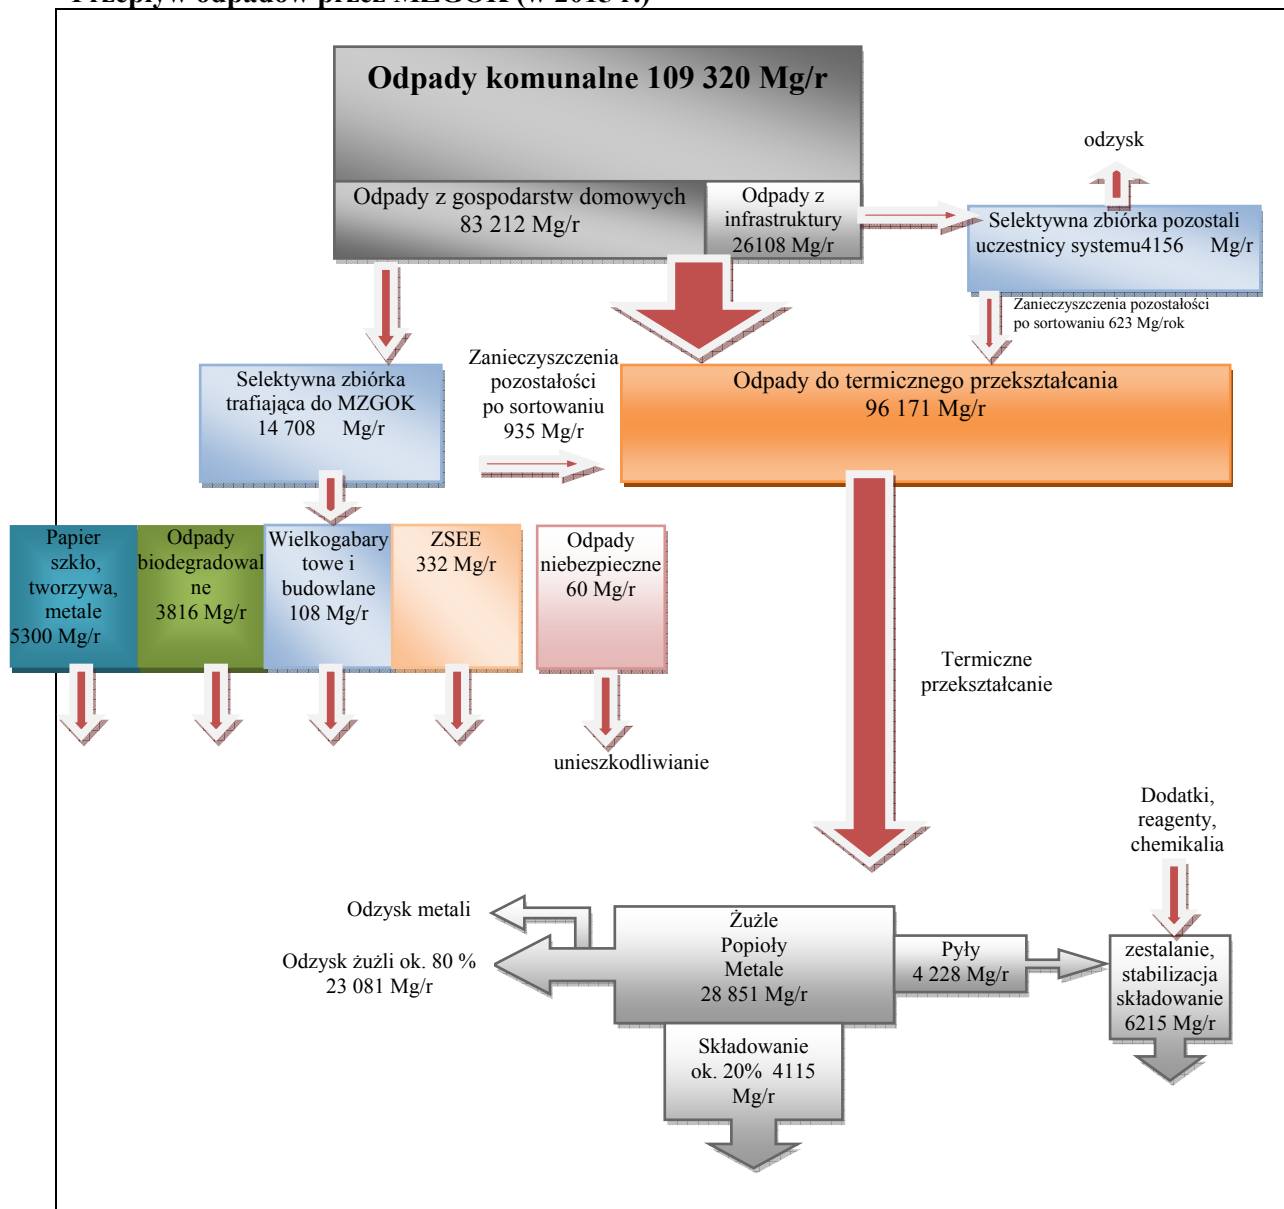 Przepływ odpadów przez MZGOK (w 2013 r.)
Odpady komunalne 109 320 Mg/r
Odpady z gospodarstw domowych
83 212 Mg/r
Odpady z
infrastruktury
26108 Mg/r
odzysk
Selektywna zbiórka pozostali
uczestnicy systemu4156 Mg/r
Zanieczyszczenia pozostałości
po sortowaniu 623 Mg/rok
Selektywna zbiórka
trafiająca do MZGOK
14 708 Mg/r
Zanieczyszczenia
pozostałości
po sortowaniu
935 Mg/r
Odpady do termicznego przekształcania
96 171 Mg/r
Papier
szkło,
tworzywa,
metale
5300 Mg/r
Odpady
biodegradowal
ne
3816 Mg/r
Wielkogabary
towe i
budowlane
108 Mg/r
ZSEE
332 Mg/r
Odpady
niebezpieczne
60 Mg/r
unieszkodliwianie
Termiczne
przekształcanie
Dodatki,
reagenty,
chemikalia
Odzysk metali
Odzysk żużli ok. 80 %
23 081 Mg/r
Żużle
Popioły
Metale
28 851 Mg/r
Pyły
4 228 Mg/r
zestalanie,
stabilizacja
składowanie
6215 Mg/r
Składowanie
ok. 20% 4115
Mg/r